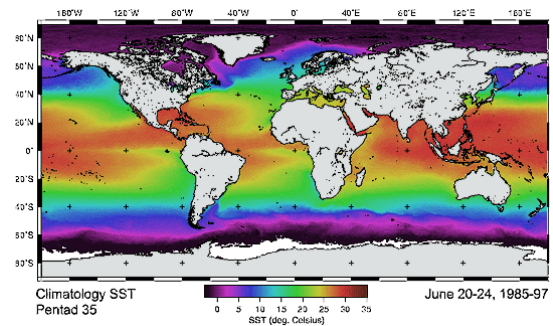 160°W 120°W 80°W 40°W 0°E 40°E 80°E 120°E 160°E
80°N
60°N
40°N
20°N
0°
20°S
40°S
60°S
80°S
Climatology SST
Pentad 35
0 5 10 15 20 25 30 35
SST (deg. Celsius)
June 20-24, 1985-97